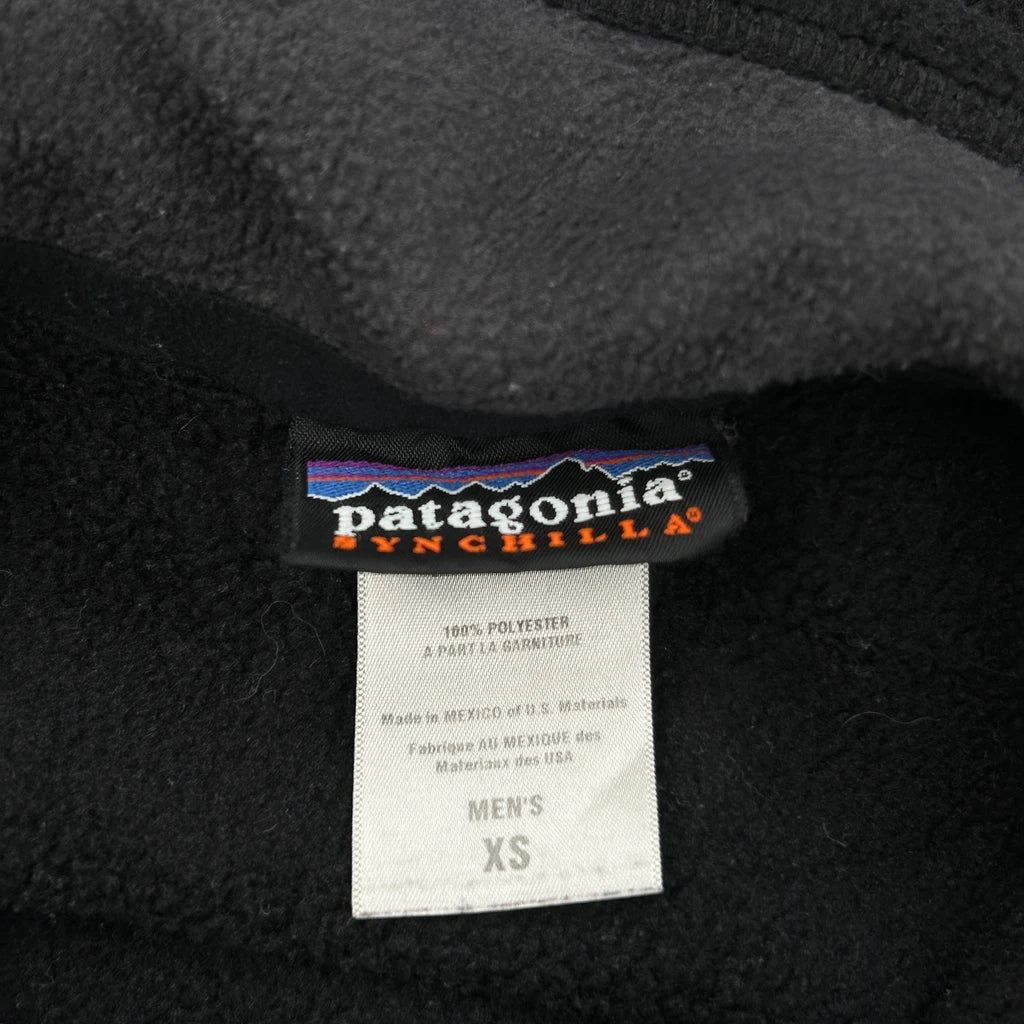 patagonia®
SYNCHILLA®
100% POLYESTER
A PART LA GARNITURE
Made in MEXICO of U.S. Materials
Fabrique AU MEXIQUE des
Materiaux des USA
MEN'S
XS